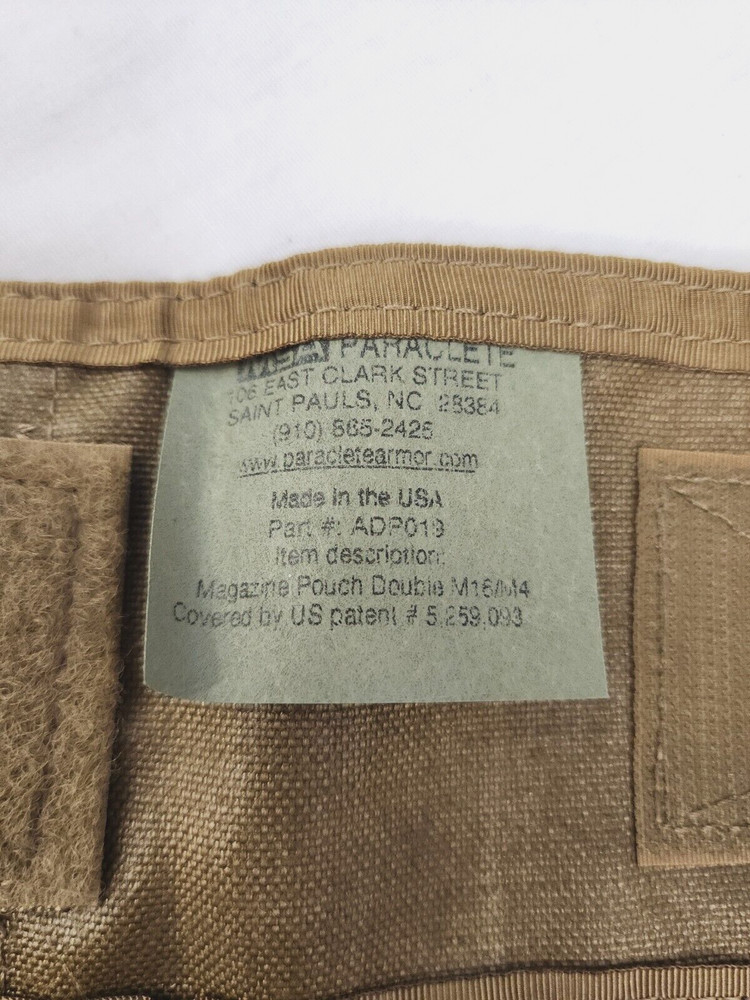 PARACLETE
106 EAST CLARK STREET
SAINT PAULS, NC 28384
(910) 865-2425
www.paracletearmor.com
Made in the USA
Part #: ADP019
Item description:
Magazine Pouch Double M16/M4
Covered by US patent # 5,259,093